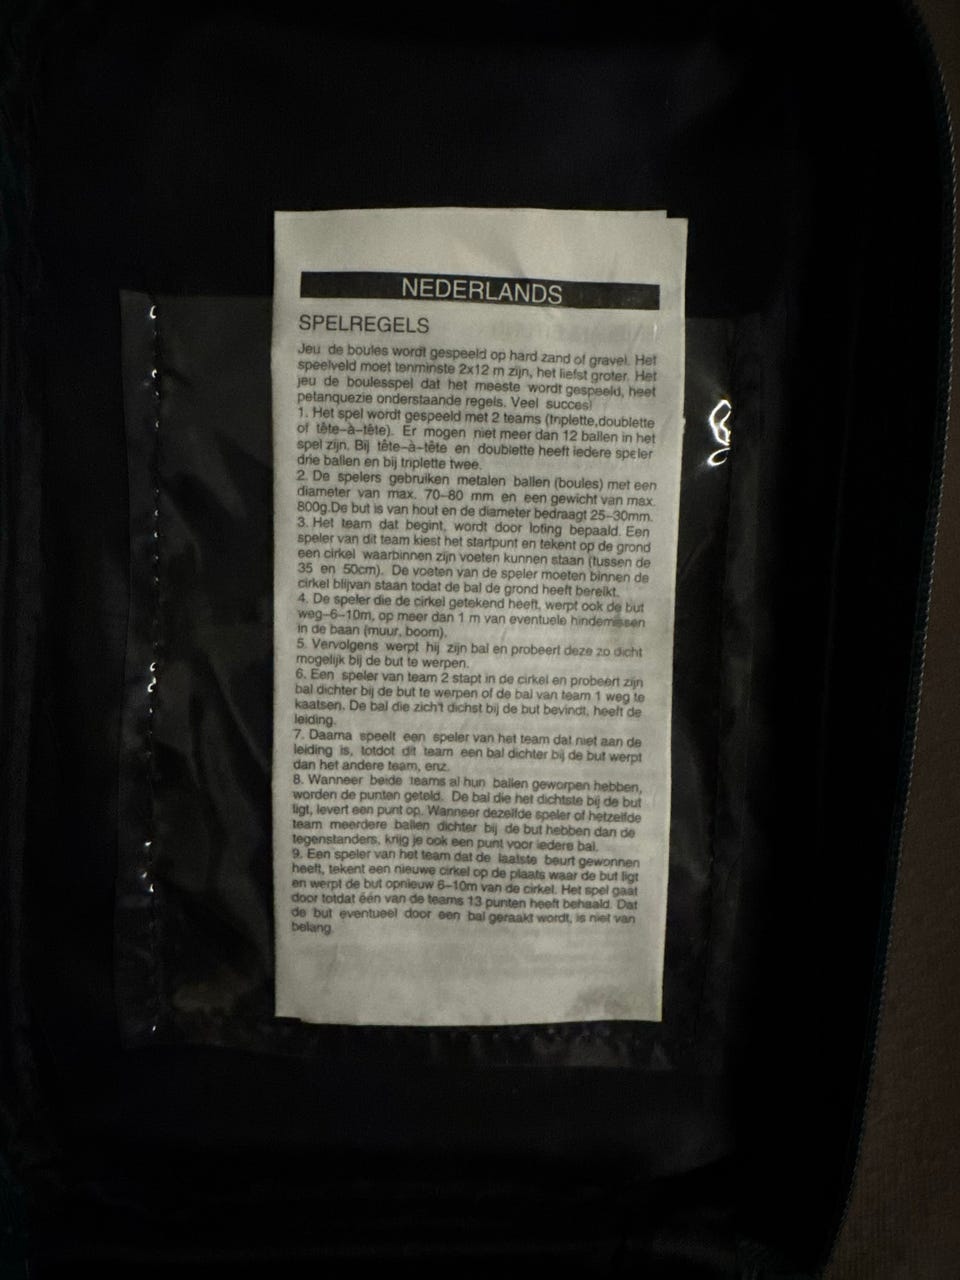 NEDERLANDS
SPELREGELS
Jeu de boules wordt gespeeld op hard zand of gravel. Het
speelveld moet tenminste 2x12 m zijn, het liefst groter. Het
jeu de boulesspel dat het meeste wordt gespeeld, heet
petanquezie onderstaande regels. Veel succes!
1. Het spel wordt gespeeld met 2 teams (triplette,doublette
of tête-à-tête). Er mogen niet meer dan 12 ballen in het
spel zijn. Bij tête-à-tête en doublette heeft iedere speler
drie ballen en bij triplette twee.
2. De spelers gebruiken metalen ballen (boules) met een
diameter van max. 70-80 mm en een gewicht van max.
800g.De but is van hout en de diameter bedraagt 25-30mm.
3. Het team dat begint, wordt door loting bepaald. Een
speler van dit team kiest het startpunt en tekent op de grond
een cirkel waarbinnen zijn voeten kunnen staan (tussen de
35 en 50cm). De voeten van de speler moeten binnen de
cirkel blijvan staan todat de bal de grond heeft bereikt.
4. De speler die de cirkel getekend heeft, werpt ook de but
weg-6-10m, op meer dan 1 m van eventuele hindernissen
in de baan (muur, boom).
5. Vervolgens werpt hij zijn bal en probeert deze zo dicht
mogelijk bij de but te werpen.
6. Een speler van team 2 stapt in de cirkel en probeert zijn
bal dichter bij de but te werpen of de bal van team 1 weg te
kaatsen. De bal die zich't dichst bij de but bevindt, heeft de
leiding.
7. Daarna speelt een speler van het team dat niet aan de
leiding is, totdot dit team een bal dichter bij de but werpt
dan het andere team, enz.
8. Wanneer beide teams al hun ballen geworpen hebben,
worden de punten geteld. De bal die het dichtste bij de but
ligt, levert een punt op. Wanneer dezelfde speler of hetzelfde
team meerdere ballen dichter bij de but hebben dan de
tegenstanders, krijg je ook een punt voor iedere bal.
9. Een speler van het team dat de laatste beurt gewonnen
heeft, tekent een nieuwe cirkel op de plaats waar de but ligt
en werpt de but opnieuw 6-10m van de cirkel. Het spel gaat
door totdat één van de teams 13 punten heeft behaald. Dat
de but eventueel door een bal geraakt wordt, is niet van
belang.